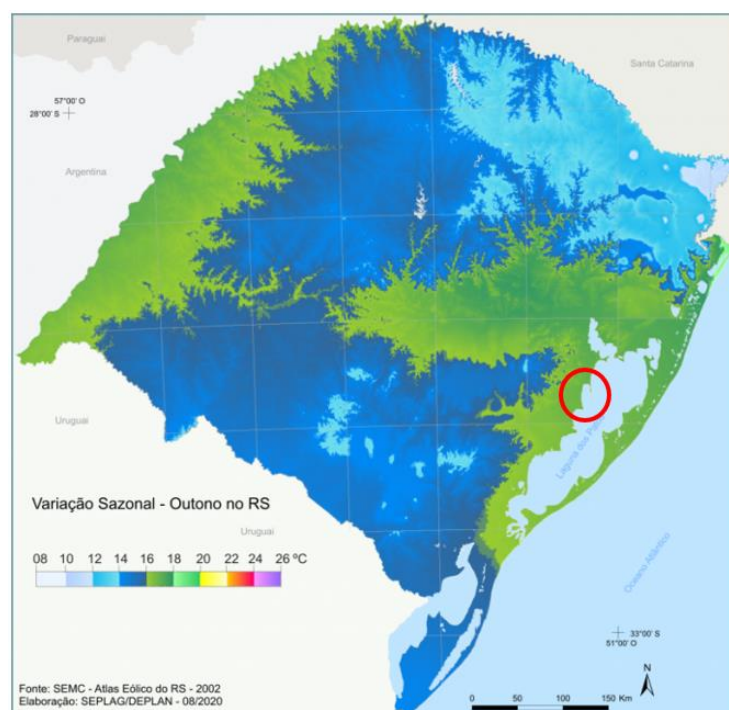 Paraguai
Santa Catarina
57°00' O
28°00' S
Argentina
Uruguai
Laguna dos Patos
Variação Sazonal - Outono no RS
Uruguai
08 10 12 14 16 18 20 22 24 26 ºC
Oceano Atlântico
33°00' S
51°00' O
N
Fonte: SEMC - Atlas Eólico do RS - 2002
Elaboração: SEPLAG/DEPLAN - 08/2020
0 50 100 150 Km